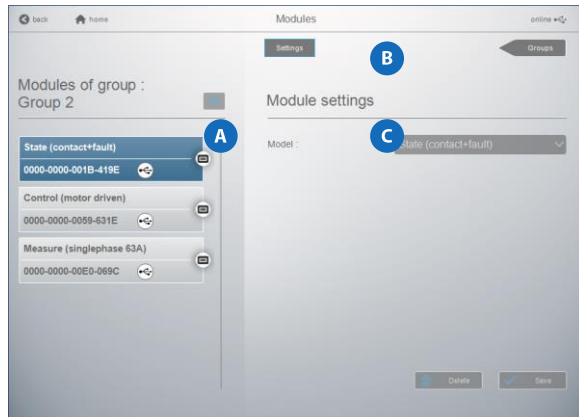 back
home
Modules
online
Settings
B
Groups
Modules of group :
Group 2
Module settings
A
State (contact+fault)
0000-0000-001B-419E
Model :
C
State (contact+fault)
Control (motor driven)
0000-0000-0059-631E
Measure (singlephase 63A)
0000-0000-00E0-069C
Delete
Save